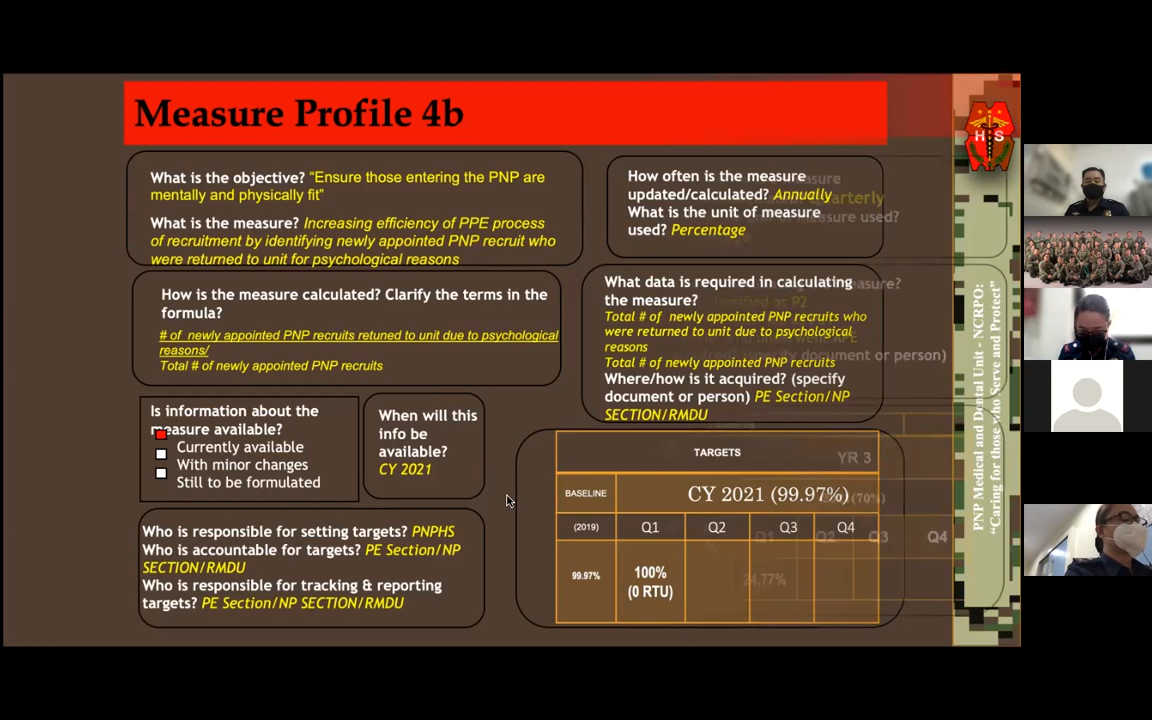 Measure Profile 4b
H S
What is the objective? “Ensure those entering the PNP are
mentally and physically fit”
What is the measure? Increasing efficiency of PPE process
of recruitment by identifying newly appointed PNP recruit who
were returned to unit for psychological reasons
How often is the measure
updated/calculated? Annually
What is the unit of measure
used? Percentage
Quarterly
How is the measure calculated? Clarify the terms in the
formula?
# of newly appointed PNP recruits retuned to unit due to psychological
reasons/
Total # of newly appointed PNP recruits
What data is required in calculating
the measure?
Total # of newly appointed PNP recruits who
were returned to unit due to psychological
reasons
Total # of newly appointed PNP recruits
Where/how is it acquired? (specify
document or person) PE Section/NP
SECTION/RMDU
Is information about the
measure available?
Currently available
With minor changes
Still to be formulated
When will this
info be
available?
CY 2021
Who is responsible for setting targets? PNPHS
Who is accountable for targets? PE Section/NP
SECTION/RMDU
Who is responsible for tracking & reporting
targets? PE Section/NP SECTION/RMDU
TARGETS
YR 3
BASELINE
CY 2021 (99.97%)
(70%)
(2019)
Q1
Q2
Q3
Q4
Q1
Q2
Q3
Q4
99.97%
100%
(0 RTU)
24.77%
PNP Medical and Dental Unit - NCRPO:
“Caring for those who Serve and Protect”